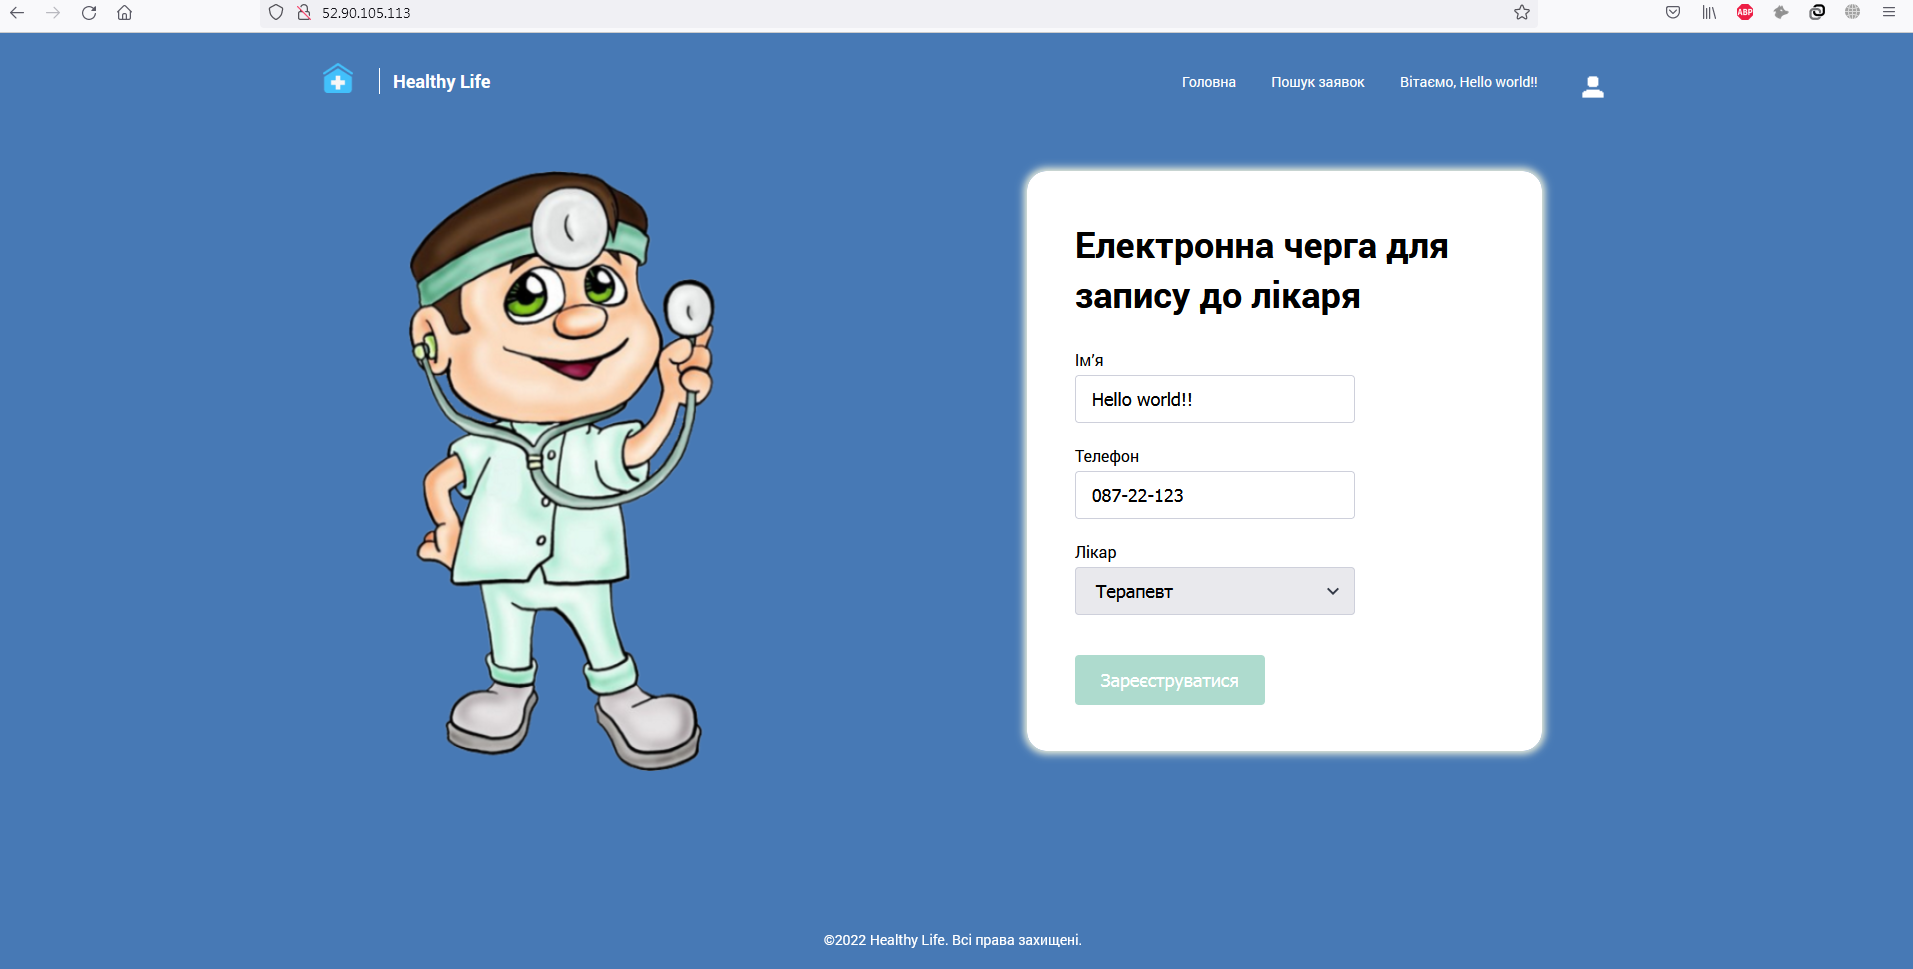 52.90.105.113
ABP
Healthy Life
Головна
Пошук заявок
Вітаємо, Hello world!!
Електронна черга для
запису до лікаря
Ім'я
Hello world!!
Телефон
087-22-123
Лікар
Терапевт
Зареєструватися
©2022 Healthy Life. Всі права захищені.